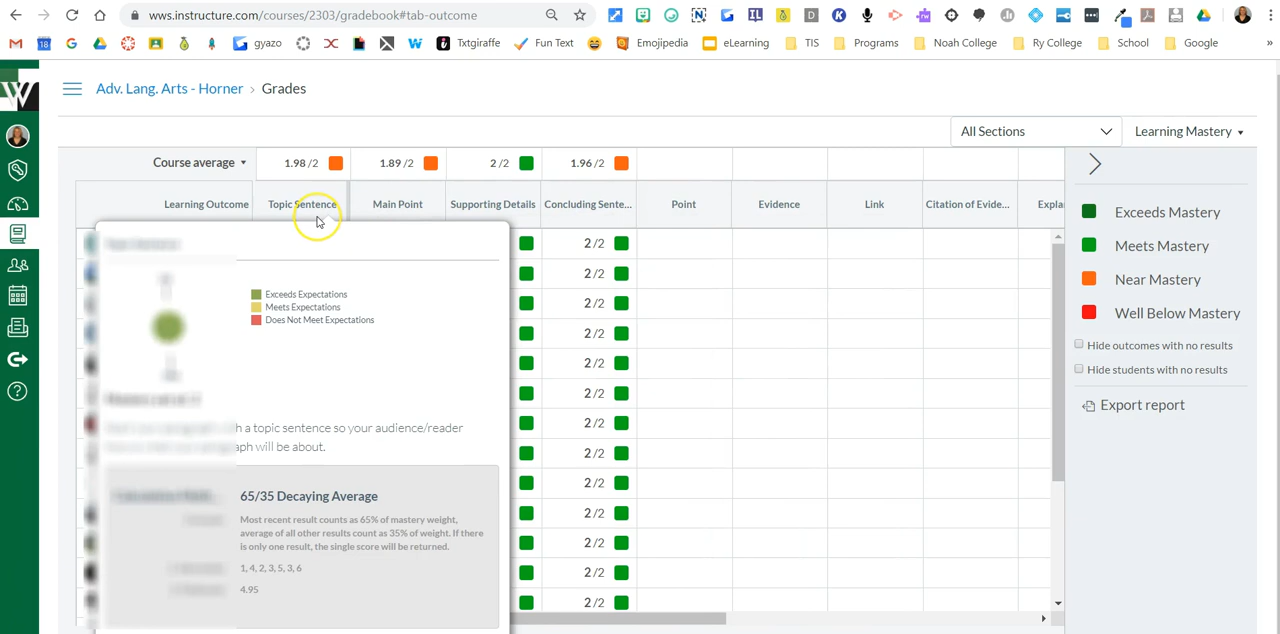 wws.instructure.com/courses/2303/gradebook#tab-outcome
gyazo
Txtgiraffe
Fun Text
Emojipedia
eLearning
TIS
Programs
Noah College
Ry College
School
Google
»
Adv. Lang. Arts - Horner > Grades
All Sections
Learning Mastery
Course average 1.98 /2 1.89 /2 2 /2 1.96 /2
Learning Outcome Topic Sentence Main Point Supporting Details Concluding Sente... Point Evidence Link Citation of Evide... Expla
Exceeds Mastery
Meets Mastery
Near Mastery
Well Below Mastery
Hide outcomes with no results
Hide students with no results
Export report
Exceeds Expectations
Meets Expectations
Does Not Meet Expectations
a topic sentence so your audience/reader
will be about.
65/35 Decaying Average
Most recent result counts as 65% of mastery weight,
average of all other results count as 35% of weight. If there
is only one result, the single score will be returned.
1, 4, 2, 3, 5, 3, 6
4.95
2 /2
2 /2
2 /2
2 /2
2 /2
2 /2
2 /2
2 /2
2 /2
2 /2
2 /2
2 /2
2 /2